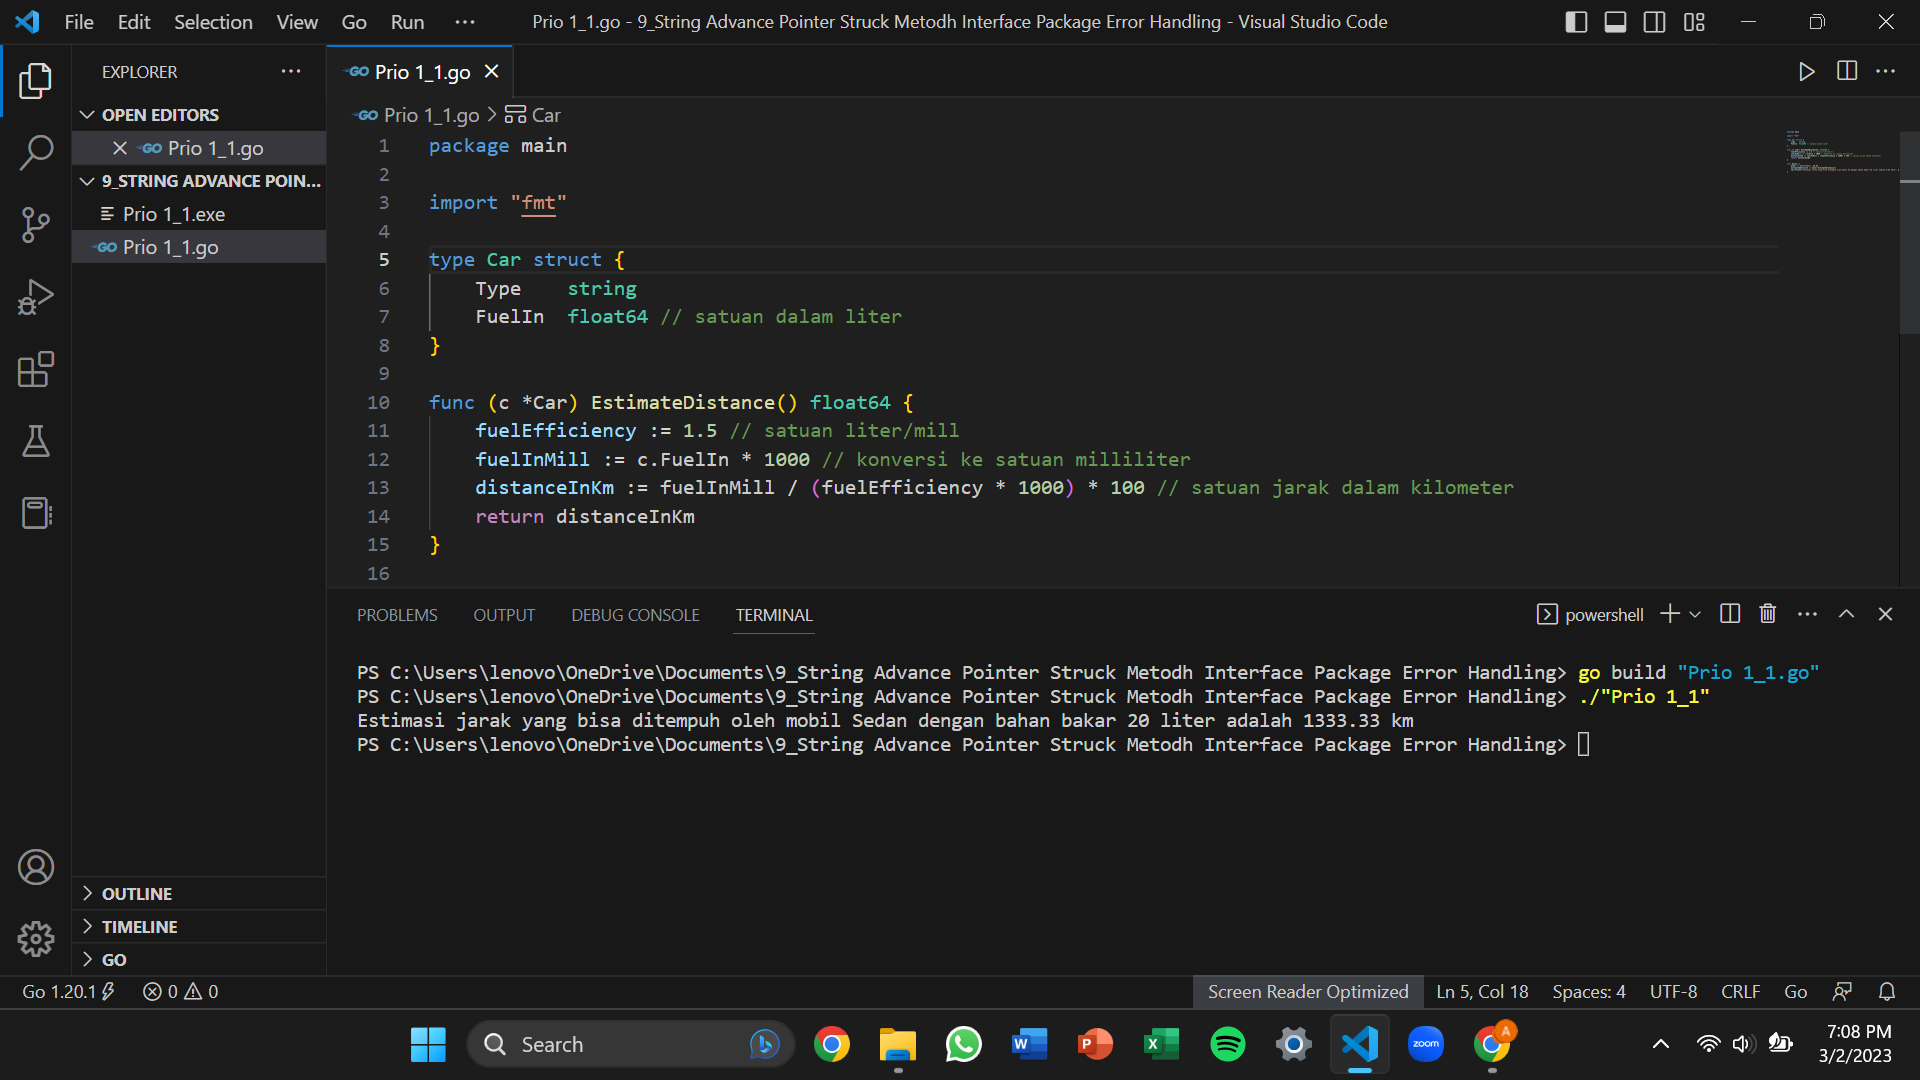 File Edit Selection View Go Run ··· Prio 1_1.go - 9_String Advance Pointer Struck Metodh Interface Package Error Handling - Visual Studio Code
EXPLORER
OPEN EDITORS
GO Prio 1_1.go
9_STRING ADVANCE POIN...
Prio 1_1.exe
GO Prio 1_1.go
OUTLINE
TIMELINE
GO
GO Prio 1_1.go
GO Prio 1_1.go > Car
1 package main
2
3 import "fmt"
4
5 type Car struct {
6 Type    string
7 FuelIn  float64 // satuan dalam liter
8 }
9
10 func (c *Car) EstimateDistance() float64 {
11 fuelEfficiency := 1.5 // satuan liter/mill
12 fuelInMill := c.FuelIn * 1000 // konversi ke satuan milliliter
13 distanceInKm := fuelInMill / (fuelEfficiency * 1000) * 100 // satuan jarak dalam kilometer
14 return distanceInKm
15 }
16
PROBLEMS OUTPUT DEBUG CONSOLE TERMINAL powershell
PS C:\Users\lenovo\OneDrive\Documents\9_String Advance Pointer Struck Metodh Interface Package Error Handling> go build "Prio 1_1.go"
PS C:\Users\lenovo\OneDrive\Documents\9_String Advance Pointer Struck Metodh Interface Package Error Handling> ./"Prio 1_1"
Estimasi jarak yang bisa ditempuh oleh mobil Sedan dengan bahan bakar 20 liter adalah 1333.33 km
PS C:\Users\lenovo\OneDrive\Documents\9_String Advance Pointer Struck Metodh Interface Package Error Handling>
Go 1.20.1 0 0 Screen Reader Optimized Ln 5, Col 18 Spaces: 4 UTF-8 CRLF Go
Search W P X zoom A 7:08 PM
3/2/2023